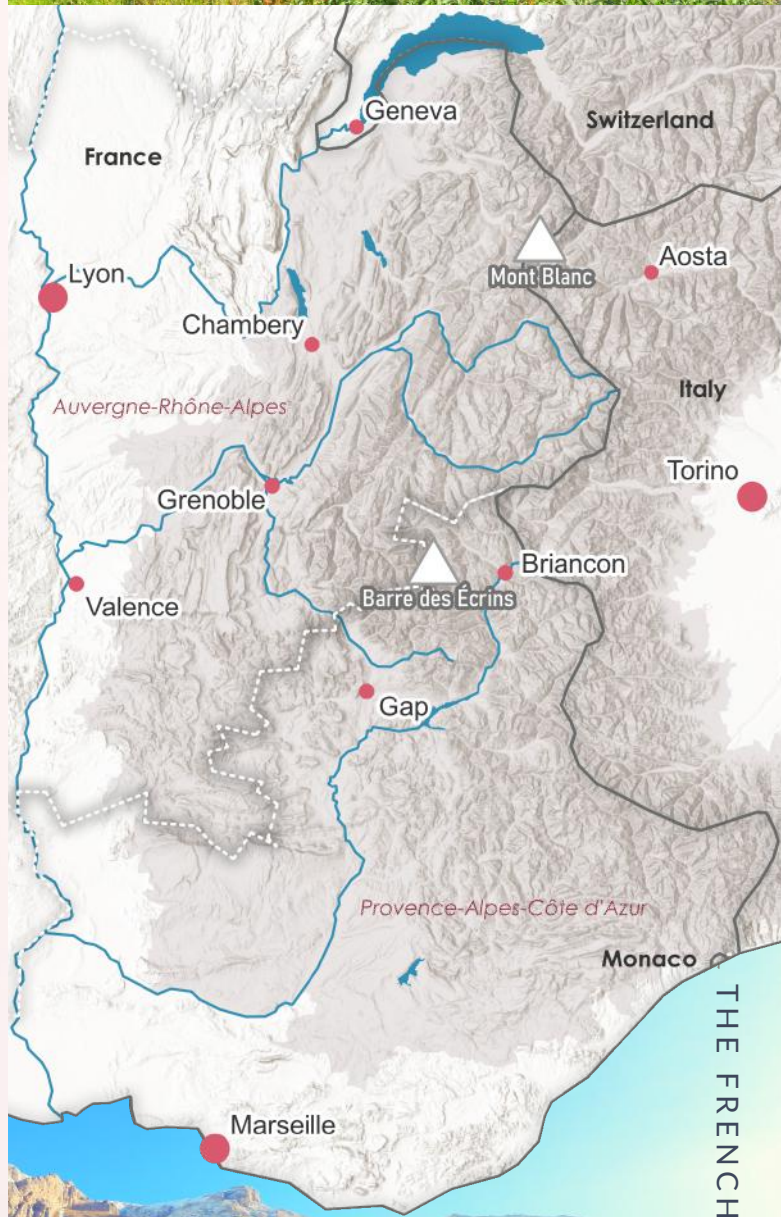 Geneva
Switzerland
France
Mont Blanc
Aosta
Lyon
Chambery
Italy
Auvergne-Rhône-Alpes
Torino
Grenoble
Briancon
Barre des Écrins
Valence
Gap
Provence-Alpes-Côte d'Azur
Monaco
THE FRENCH
Marseille